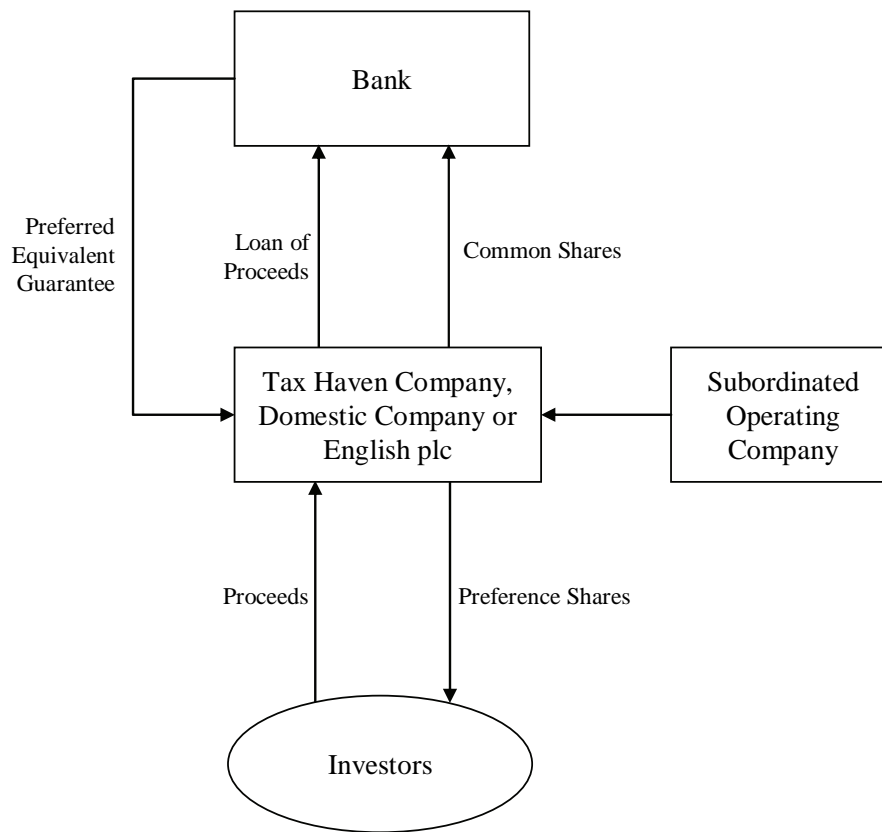 Bank
Preferred
Equivalent
Guarantee
Loan of
Proceeds
Common Shares
Tax Haven Company,
Domestic Company or
English plc
Subordinated
Operating
Company
Proceeds
Preference Shares
Investors